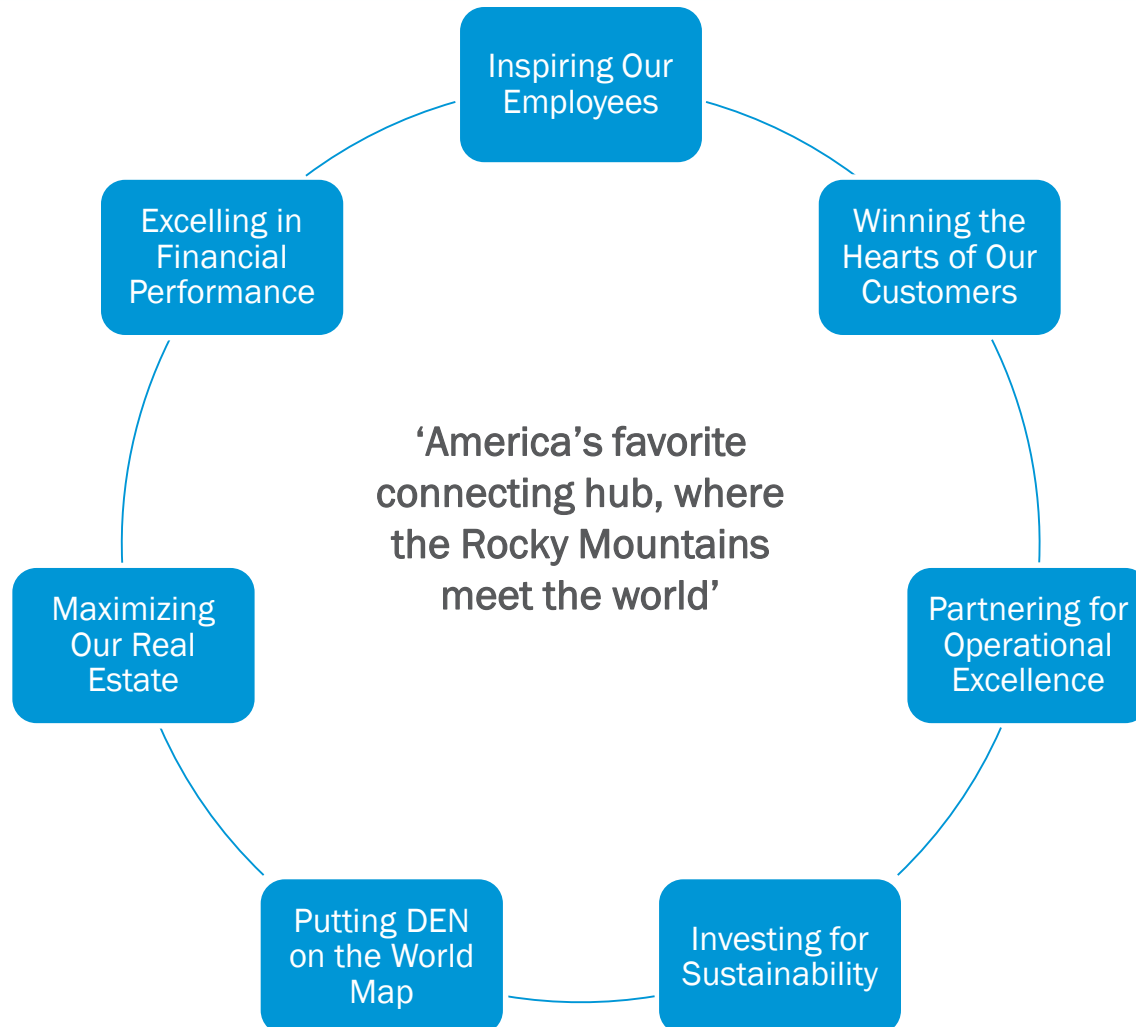 Inspiring Our
Employees
Winning the
Hearts of Our
Customers
Partnering for
Operational
Excellence
Investing for
Sustainability
Putting DEN
on the World
Map
Maximizing
Our Real
Estate
Excelling in
Financial
Performance
‘America’s favorite
connecting hub, where
the Rocky Mountains
meet the world’